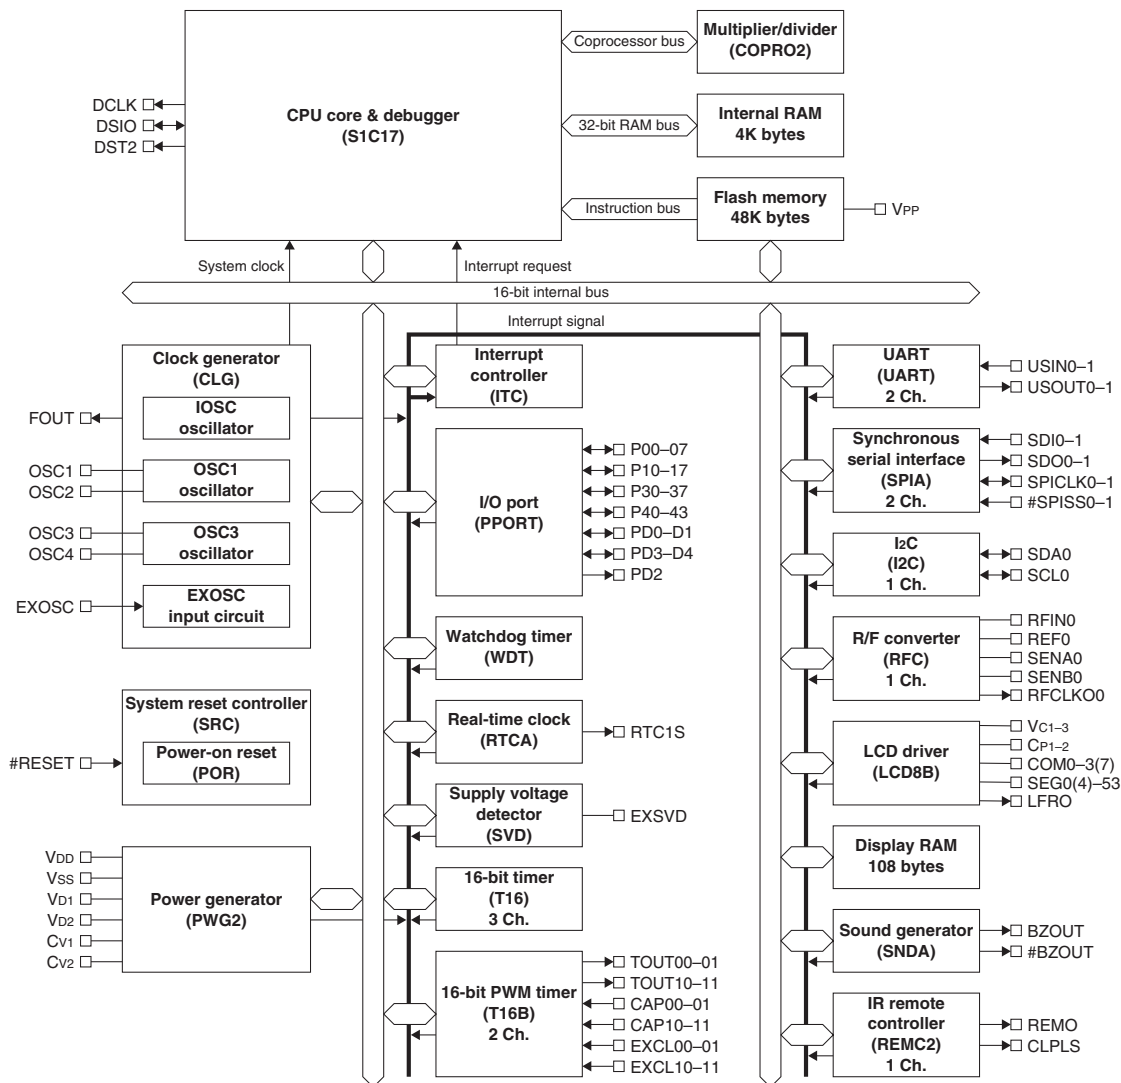 CPU core & debugger
(S1C17)
DCLK
DSIO
DST2
Coprocessor bus
Multiplier/divider
(COPRO2)
32-bit RAM bus
Internal RAM
4K bytes
Instruction bus
Flash memory
48K bytes
VPP
System clock
Interrupt request
16-bit internal bus
Interrupt signal
Clock generator
(CLG)
IOSC
oscillator
OSC1
oscillator
OSC3
oscillator
EXOSC
input circuit
FOUT
OSC1
OSC2
OSC3
OSC4
EXOSC
System reset controller
(SRC)
Power-on reset
(POR)
#RESET
Power generator
(PWG2)
VDD
VSS
VD1
VD2
CV1
CV2
Interrupt
controller
(ITC)
I/O port
(PPORT)
P00–07
P10–17
P30–37
P40–43
PD0–D1
PD3–D4
PD2
Watchdog timer
(WDT)
Real-time clock
(RTCA)
RTC1S
Supply voltage
detector
(SVD)
EXSVD
16-bit timer
(T16)
3 Ch.
16-bit PWM timer
(T16B)
2 Ch.
TOUT00–01
TOUT10–11
CAP00–01
CAP10–11
EXCL00–01
EXCL10–11
UART
(UART)
2 Ch.
USIN0–1
USOUT0–1
Synchronous
serial interface
(SPIA)
2 Ch.
SDI0–1
SDO0–1
SPICLK0–1
#SPISS0–1
I2C
(I2C)
1 Ch.
SDA0
SCL0
R/F converter
(RFC)
1 Ch.
RFIN0
REF0
SENA0
SENB0
RFCLKO0
LCD driver
(LCD8B)
VC1–3
CP1–2
COM0–3(7)
SEG0(4)–53
LFRO
Display RAM
108 bytes
Sound generator
(SNDA)
BZOUT
#BZOUT
IR remote
controller
(REMC2)
1 Ch.
REMO
CLPLS